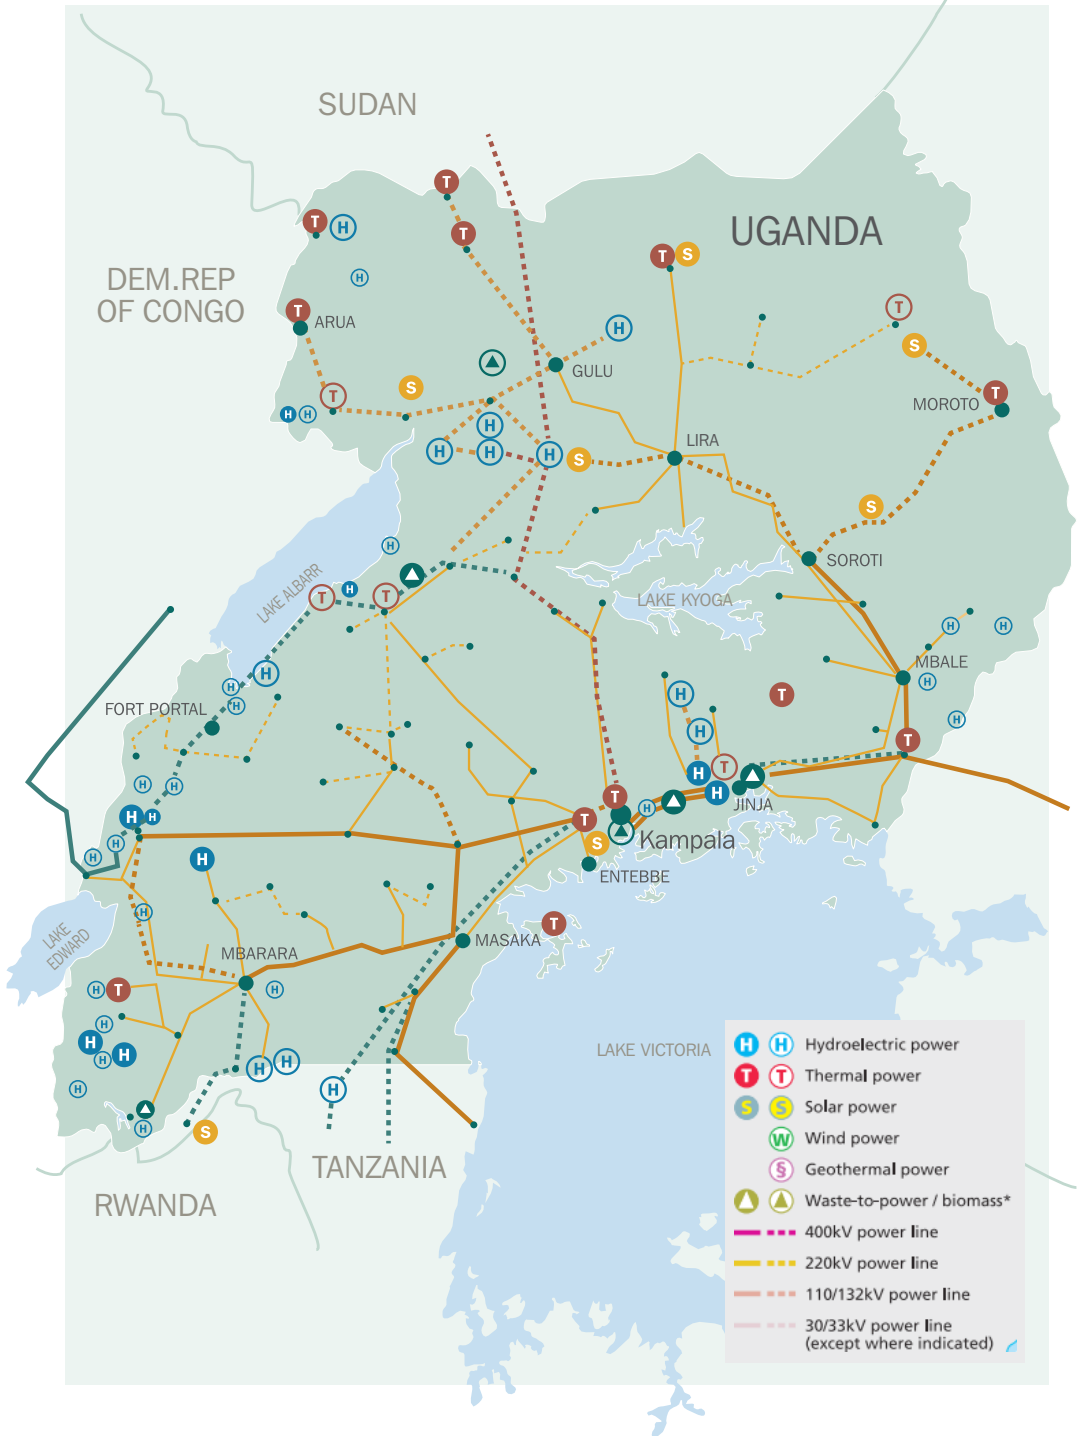 SUDAN
UGANDA
DEM.REP
OF CONGO
T
T
T
H
T
S
H
T
ARUA
T
H
S
GULU
T
MOROTO
S
T
H
H
H
H
H
H
S
LIRA
S
H
SOROTI
LAKE ALBARR
T
H
T
LAKE KYOGA
H
H
MBALE
H
H
H
H
FORT PORTAL
H
T
H
H
T
H
H
H
T
H
T
H
JINJA
H
H
T
S
Kampala
H
H
H
ENTEBBE
H
T
MASAKA
LAKE
EDWARD
MBARARA
H
T
H
H
H
H
H
H
H
H
H
H
S
LAKE VICTORIA
TANZANIA
RWANDA
H H Hydroelectric power
T T Thermal power
S S Solar power
W Wind power
§ Geothermal power
Waste-to-power / biomass*
400kV power line
220kV power line
110/132kV power line
30/33kV power line
(except where indicated)